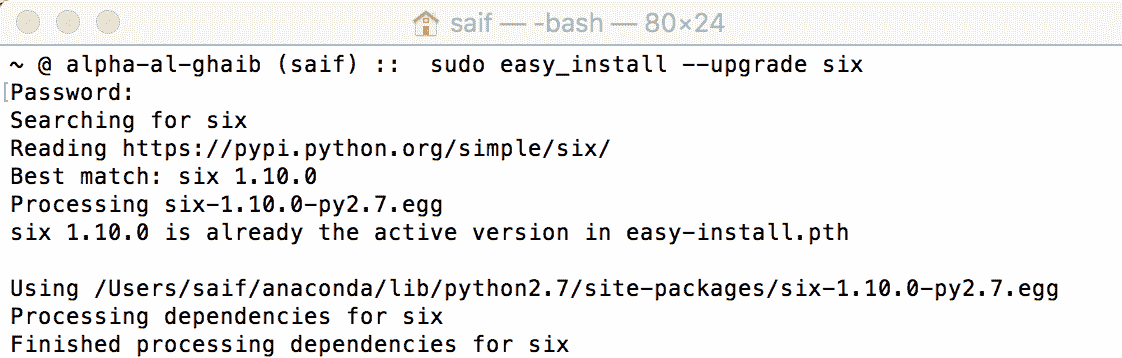 saif — -bash — 80×24
~ @ alpha-al-ghaib (saif) ::  sudo easy_install --upgrade six
[Password:
Searching for six
Reading https://pypi.python.org/simple/six/
Best match: six 1.10.0
Processing six-1.10.0-py2.7.egg
six 1.10.0 is already the active version in easy-install.pth
Using /Users/saif/anaconda/lib/python2.7/site-packages/six-1.10.0-py2.7.egg
Processing dependencies for six
Finished processing dependencies for six